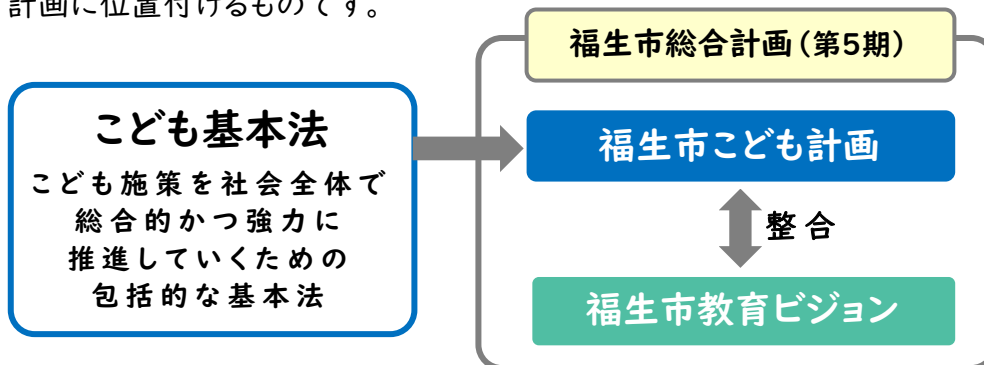 計画に位置付けるものです。
福生市総合計画(第5期)
こども基本法
こども施策を社会全体で
総合的かつ強力に
推進していくための
包括的な基本法
福生市こども計画
整合
福生市教育ビジョン